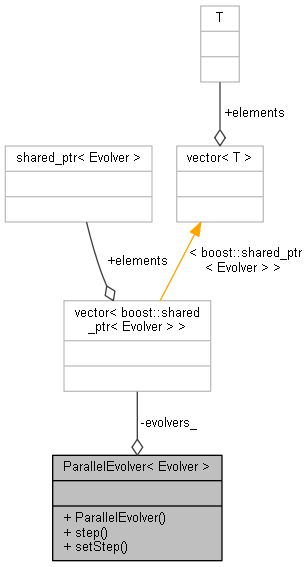 T
+elements
shared_ptr< Evolver >
vector< T >
+elements
< boost::shared_ptr
< Evolver > >
vector< boost::shared
_ptr< Evolver > >
-evolvers_
ParallelEvolver< Evolver >
+ ParallelEvolver()
+ step()
+ setStep()